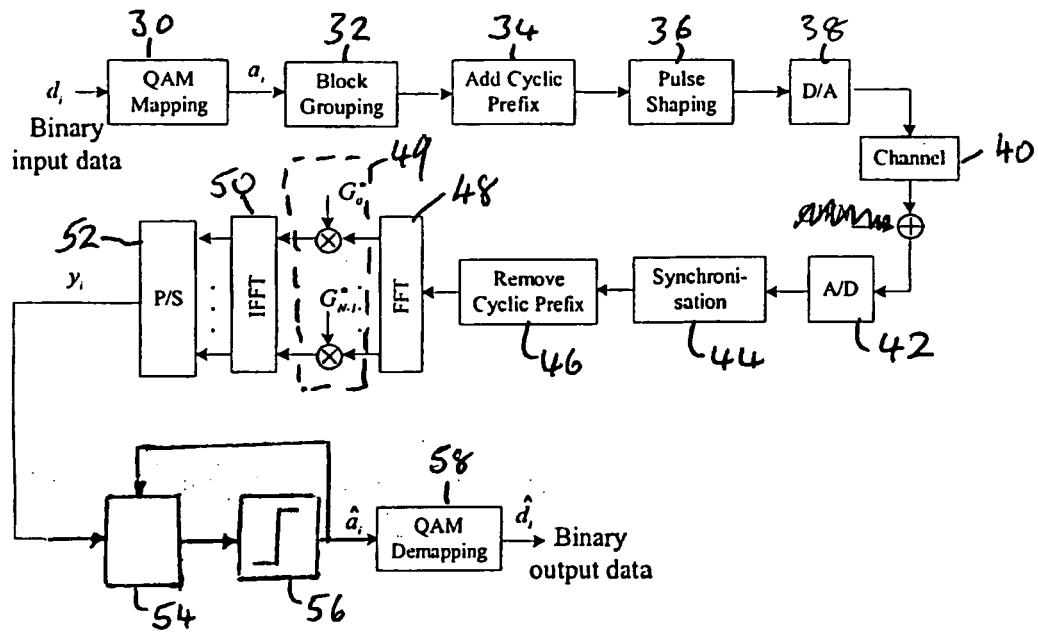 30
32
34
36
38
d_i
QAM
Mapping
a_i
Block
Grouping
Add Cyclic
Prefix
Pulse
Shaping
D/A
Binary
input data
Channel
40
49
50
G_0^*
48
52
y_i
P/S
IFFT
G_{N-1}^*
FFT
Remove
Cyclic Prefix
Synchroni-
sation
A/D
46
44
42
58
â_i
QAM
Demapping
d̂_i
Binary
output data
54
56